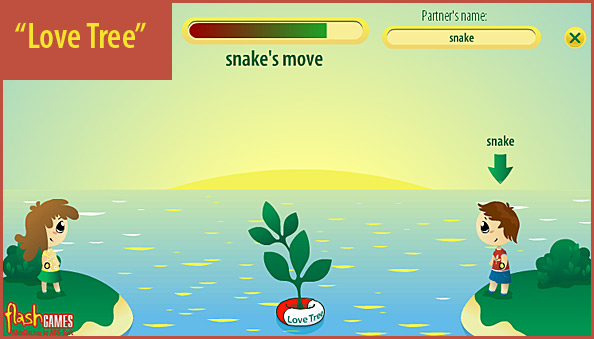 “Love Tree”
Partner's name:
snake
snake's move
snake
Love Tree
flash GAMES